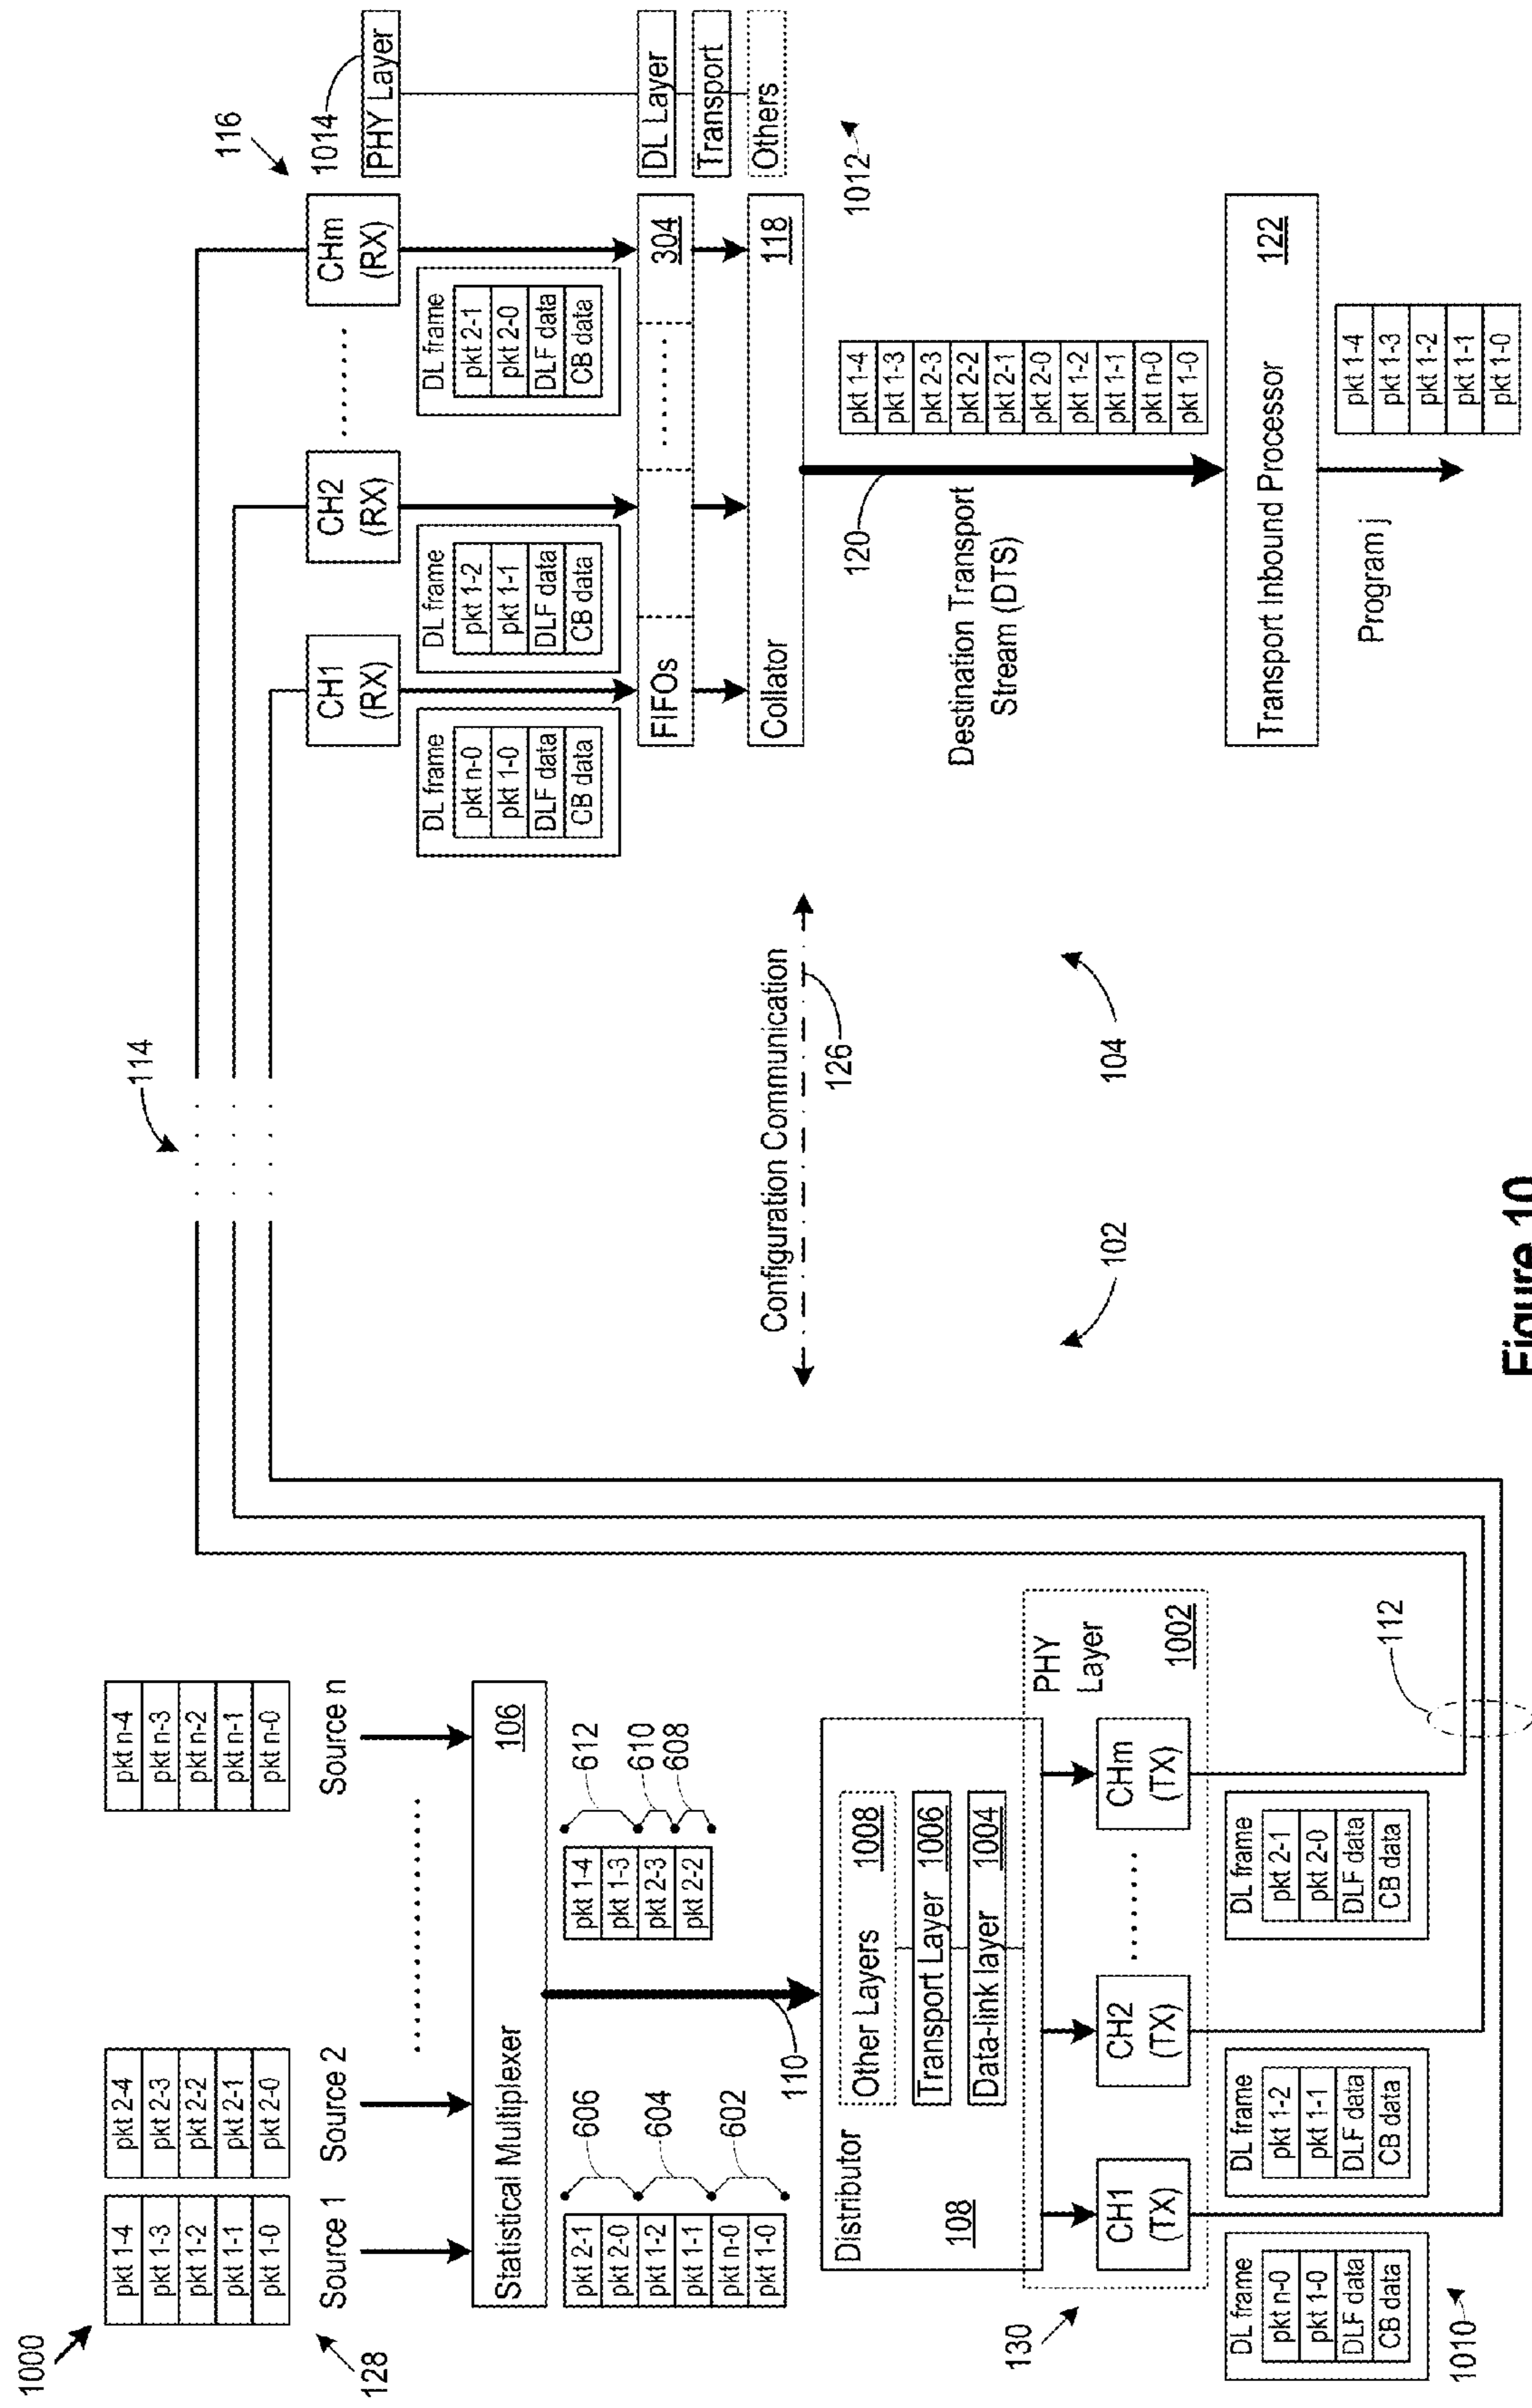 1000
128
pkt 1-4
pkt 1-3
pkt 1-2
pkt 1-1
pkt 1-0
Source 1
pkt 2-4
pkt 2-3
pkt 2-2
pkt 2-1
pkt 2-0
Source 2
pkt n-4
pkt n-3
pkt n-2
pkt n-1
pkt n-0
Source n
Statistical Multiplexer
106
pkt 2-1
pkt 2-0
pkt 1-2
pkt 1-1
pkt n-0
pkt 1-0
606
604
602
110
pkt 1-4
pkt 1-3
pkt 2-3
pkt 2-2
612
610
608
Distributor
108
Other Layers 1008
Transport Layer 1006
Data-link layer 1004
130
PHY
Layer
1002
CH1
(TX)
CH2
(TX)
CHm
(TX)
DL frame
pkt n-0
pkt 1-0
DLF data
CB data
1010
DL frame
pkt 1-2
pkt 1-1
DLF data
CB data
DL frame
pkt 2-1
pkt 2-0
DLF data
CB data
112
114
Configuration Communication
126
102
104
116
1014
CH1
(RX)
CH2
(RX)
CHm
(RX)
PHY Layer
DL frame
pkt n-0
pkt 1-0
DLF data
CB data
DL frame
pkt 1-2
pkt 1-1
DLF data
CB data
DL frame
pkt 2-1
pkt 2-0
DLF data
CB data
FIFOs
304
DL Layer
Transport
Others
Collator
118
1012
120
Destination Transport
Stream (DTS)
pkt 1-4
pkt 1-3
pkt 2-3
pkt 2-2
pkt 2-1
pkt 2-0
pkt 1-2
pkt 1-1
pkt n-0
pkt 1-0
Transport Inbound Processor
122
Program j
pkt 1-4
pkt 1-3
pkt 1-2
pkt 1-1
pkt 1-0
Figure 10